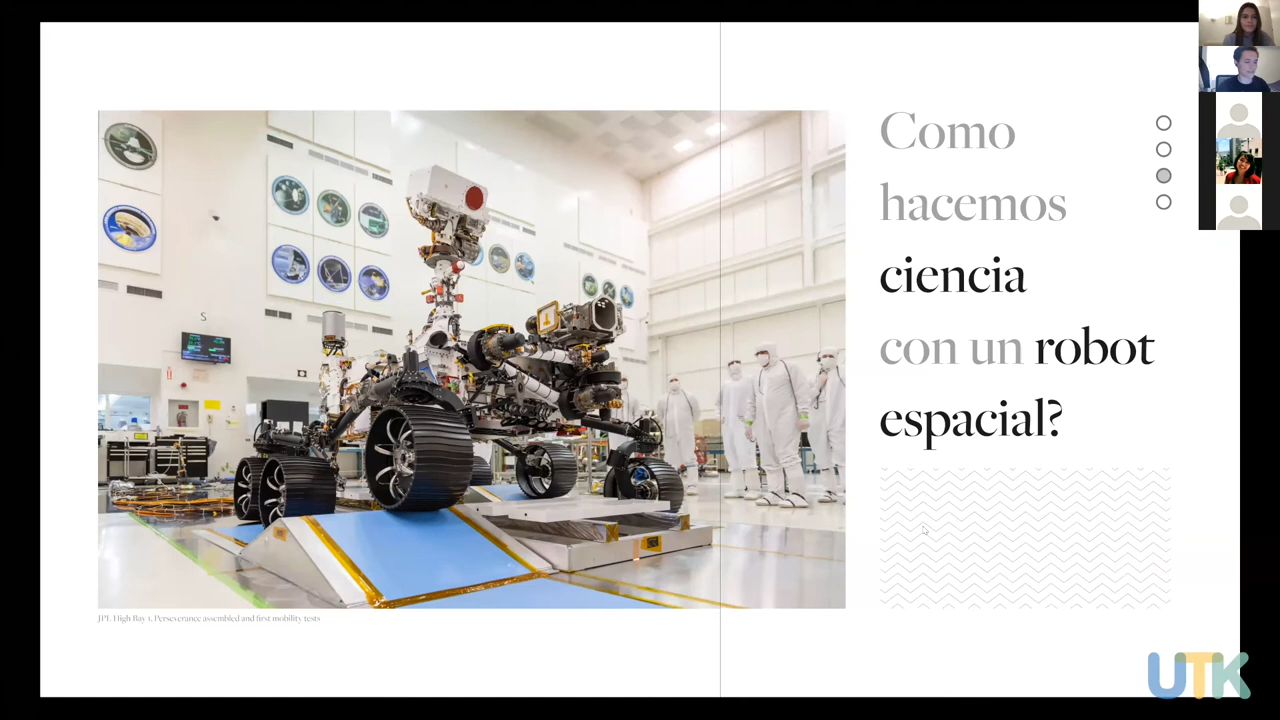 Como
hacemos
ciencia
con un robot
espacial?
JPL High Bay 1. Perseverance assembled and first mobility tests
UTK